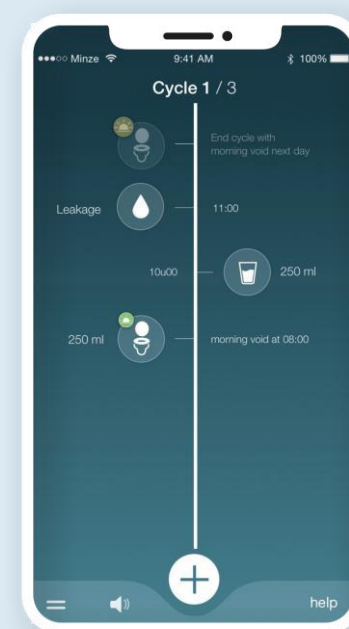 Minze 9:41 AM 100%
Cycle 1 / 3
End cycle with
morning void next day
Leakage 11:00
10u00 250 ml
250 ml morning void at 08:00
help